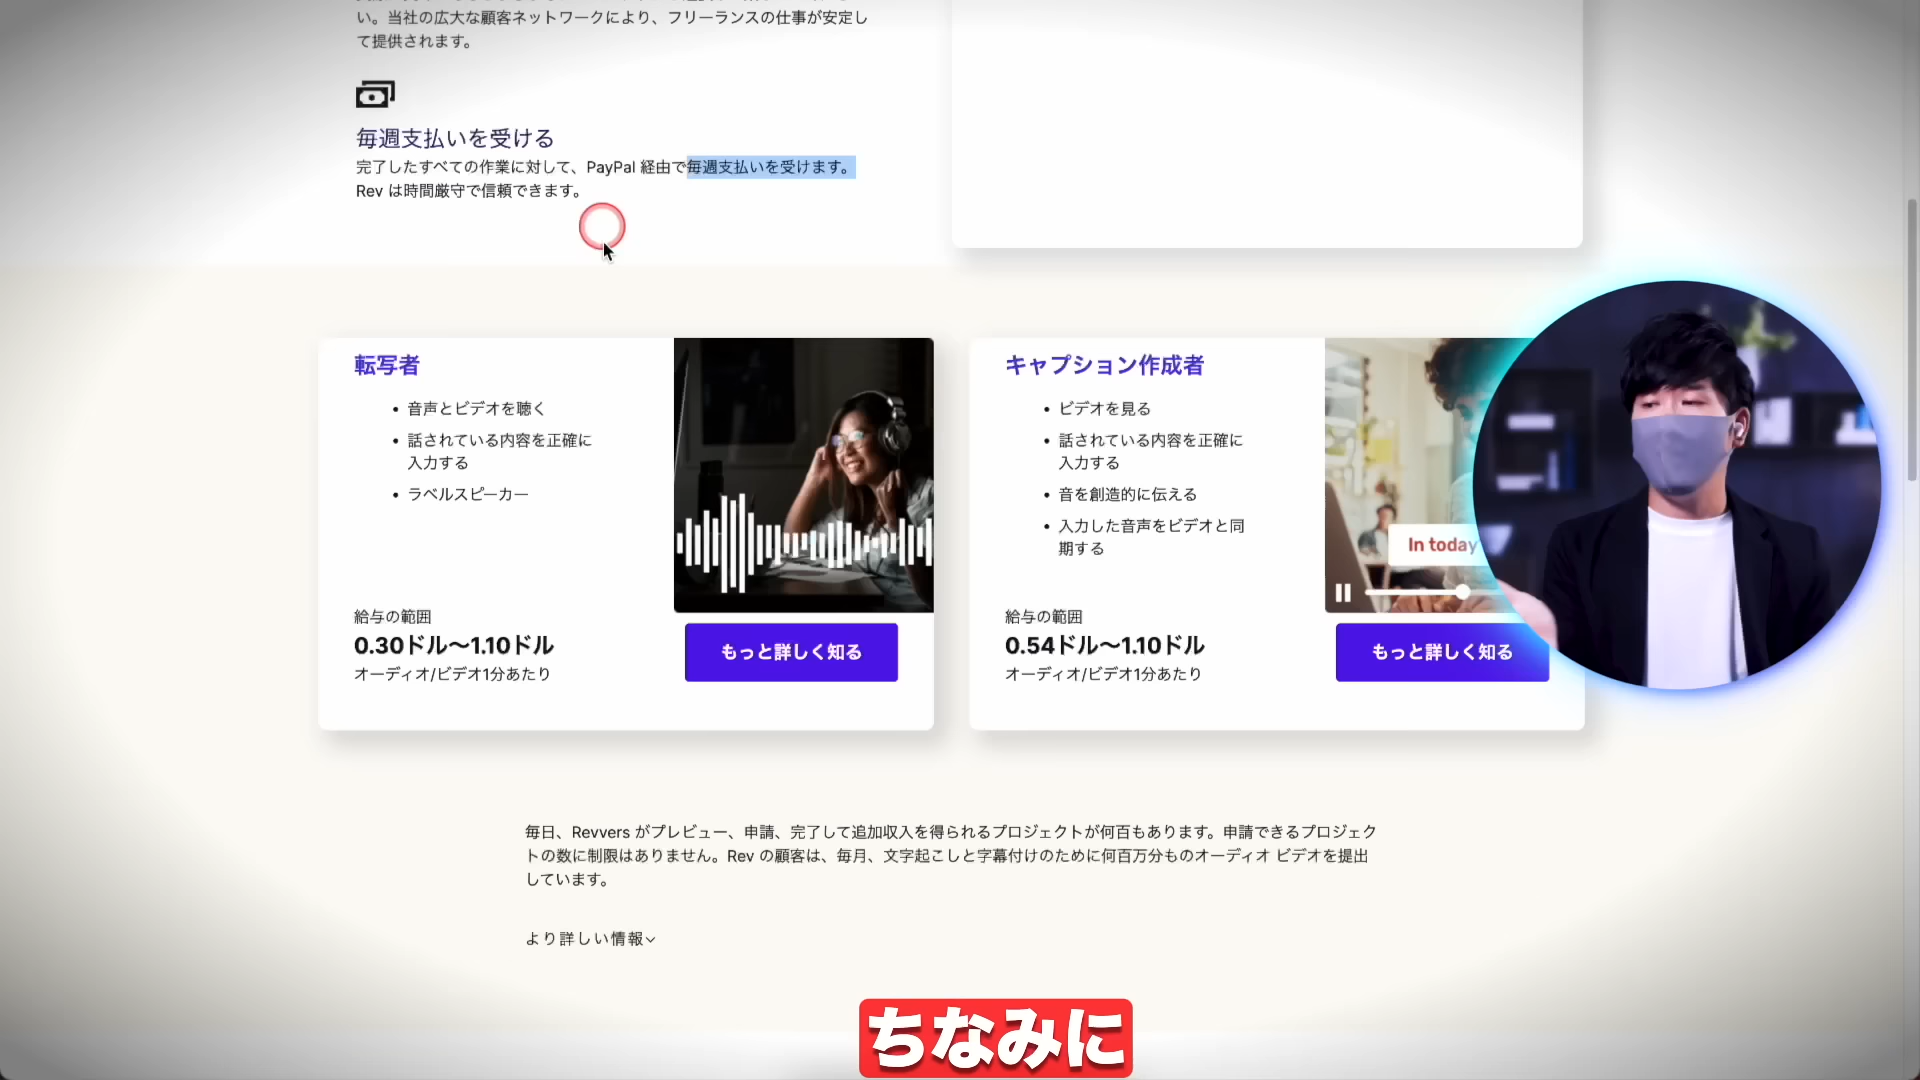 い。当社の広大な顧客ネットワークにより、フリーランスの仕事が安定し
て提供されます。
毎週支払いを受ける
完了したすべての作業に対して、PayPal 経由で毎週支払いを受けます。
Rev は時間厳守で信頼できます。
転写者
• 音声とビデオを聴く
• 話されている内容を正確に
入力する
• ラベルスピーカー
給与の範囲
0.30ドル〜1.10ドル
オーディオ/ビデオ1分あたり
もっと詳しく知る
キャプション作成者
• ビデオを見る
• 話されている内容を正確に
入力する
• 音を創造的に伝える
• 入力した音声をビデオと同
期する
In today
給与の範囲
0.54ドル〜1.10ドル
オーディオ/ビデオ1分あたり
もっと詳しく知る
毎日、Revvers がプレビュー、申請、完了して追加収入を得られるプロジェクトが何百もあります。申請できるプロジェク
トの数に制限はありません。Rev の顧客は、毎月、文字起こしと字幕付けのために何百万分ものオーディオ ビデオを提出
しています。
より詳しい情報
ちなみに